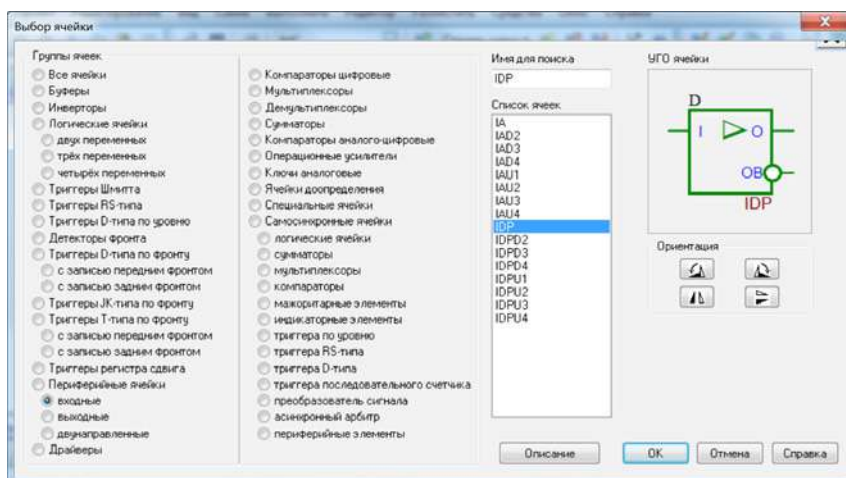 Выбор ячейки
Группы ячеек
Все ячейки
Буферы
Инверторы
Логические ячейки
двух переменных
трёх переменных
четырёх переменных
Триггеры Шмитта
Триггеры RS-типа
Триггеры D-типа по уровню
Детекторы фронта
Триггеры D-типа по фронту
с записью передним фронтом
с записью задним фронтом
Триггеры JK-типа по фронту
Триггеры T-типа по фронту
с записью передним фронтом
с записью задним фронтом
Триггеры регистра сдвига
Периферийные ячейки
входные
выходные
двунаправленные
Драйверы
Компараторы цифровые
Мультиплексоры
Демультиплексоры
Сумматоры
Компараторы аналого-цифровые
Операционные усилители
Ключи аналоговые
Ячейки доопределения
Специальные ячейки
Самосинхронные ячейки
логические ячейки
сумматоры
мультиплексоры
компараторы
мажоритарные элементы
индикаторные элементы
триггера по уровню
триггера RS-типа
триггера D-типа
триггера последовательного счетчика
преобразователь сигнала
асинхронный арбитр
периферийные элементы
Имя для поиска
IDP
Список ячеек
IA
IAD2
IAD3
IAD4
IAU1
IAU2
IAU3
IAU4
IDP
IDPD2
IDPD3
IDPD4
IDPU1
IDPU2
IDPU3
IDPU4
УГО ячейки
D
I O
OB
IDP
Ориентация
Описание
OK
Отмена
Справка